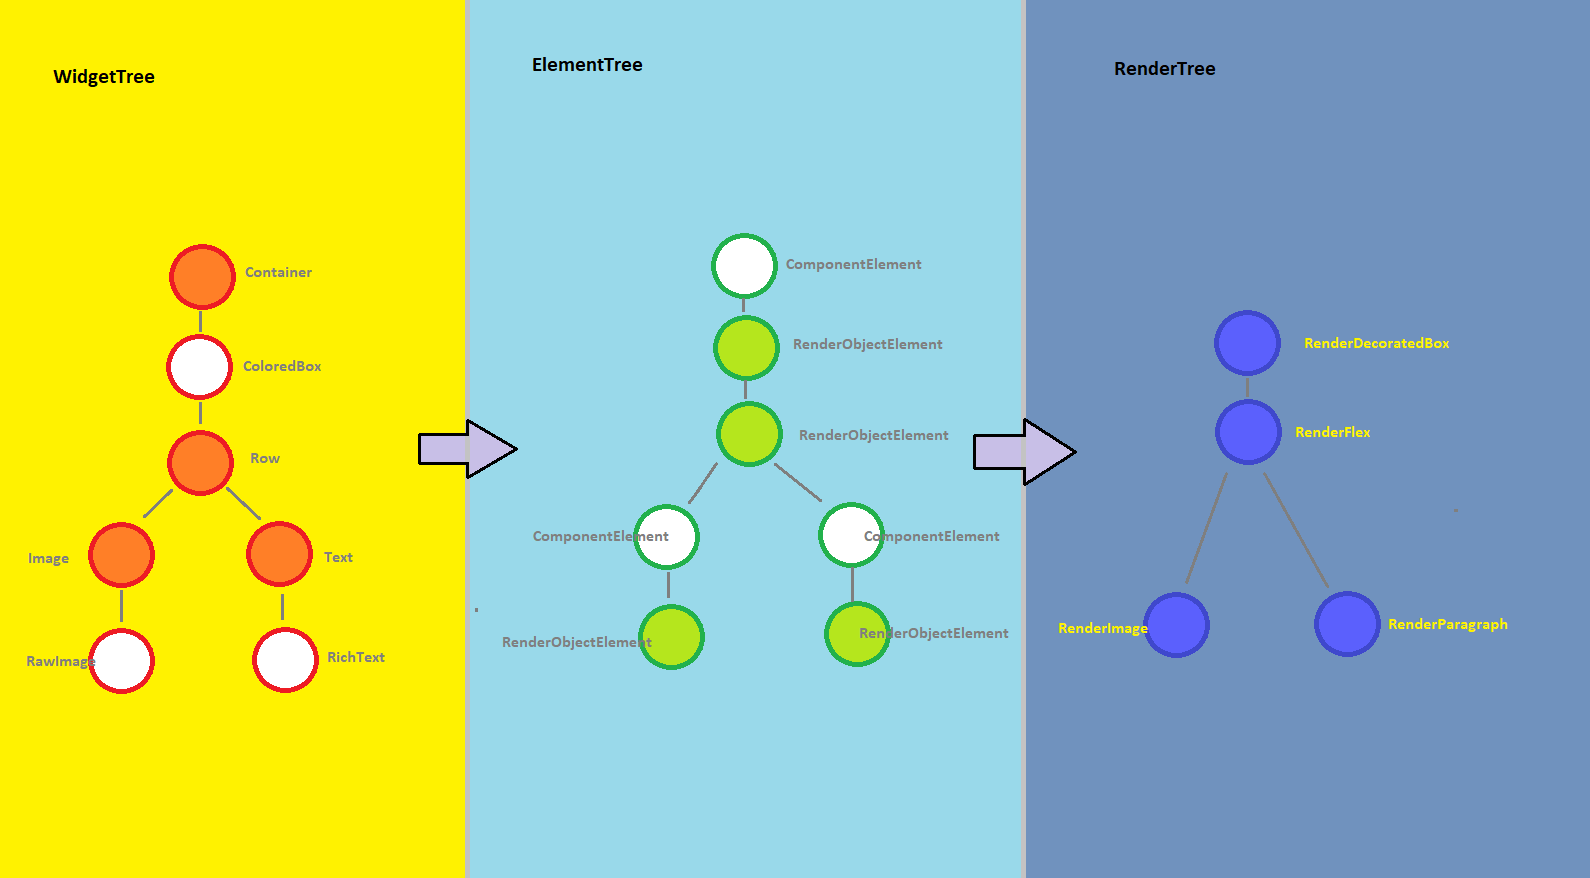 WidgetTree
Container
ColoredBox
Row
Image
Text
RawImage
RichText
ElementTree
ComponentElement
RenderObjectElement
RenderObjectElement
ComponentElement
ComponentElement
RenderObjectElement
RenderObjectElement
RenderTree
RenderDecoratedBox
RenderFlex
RenderImage
RenderParagraph